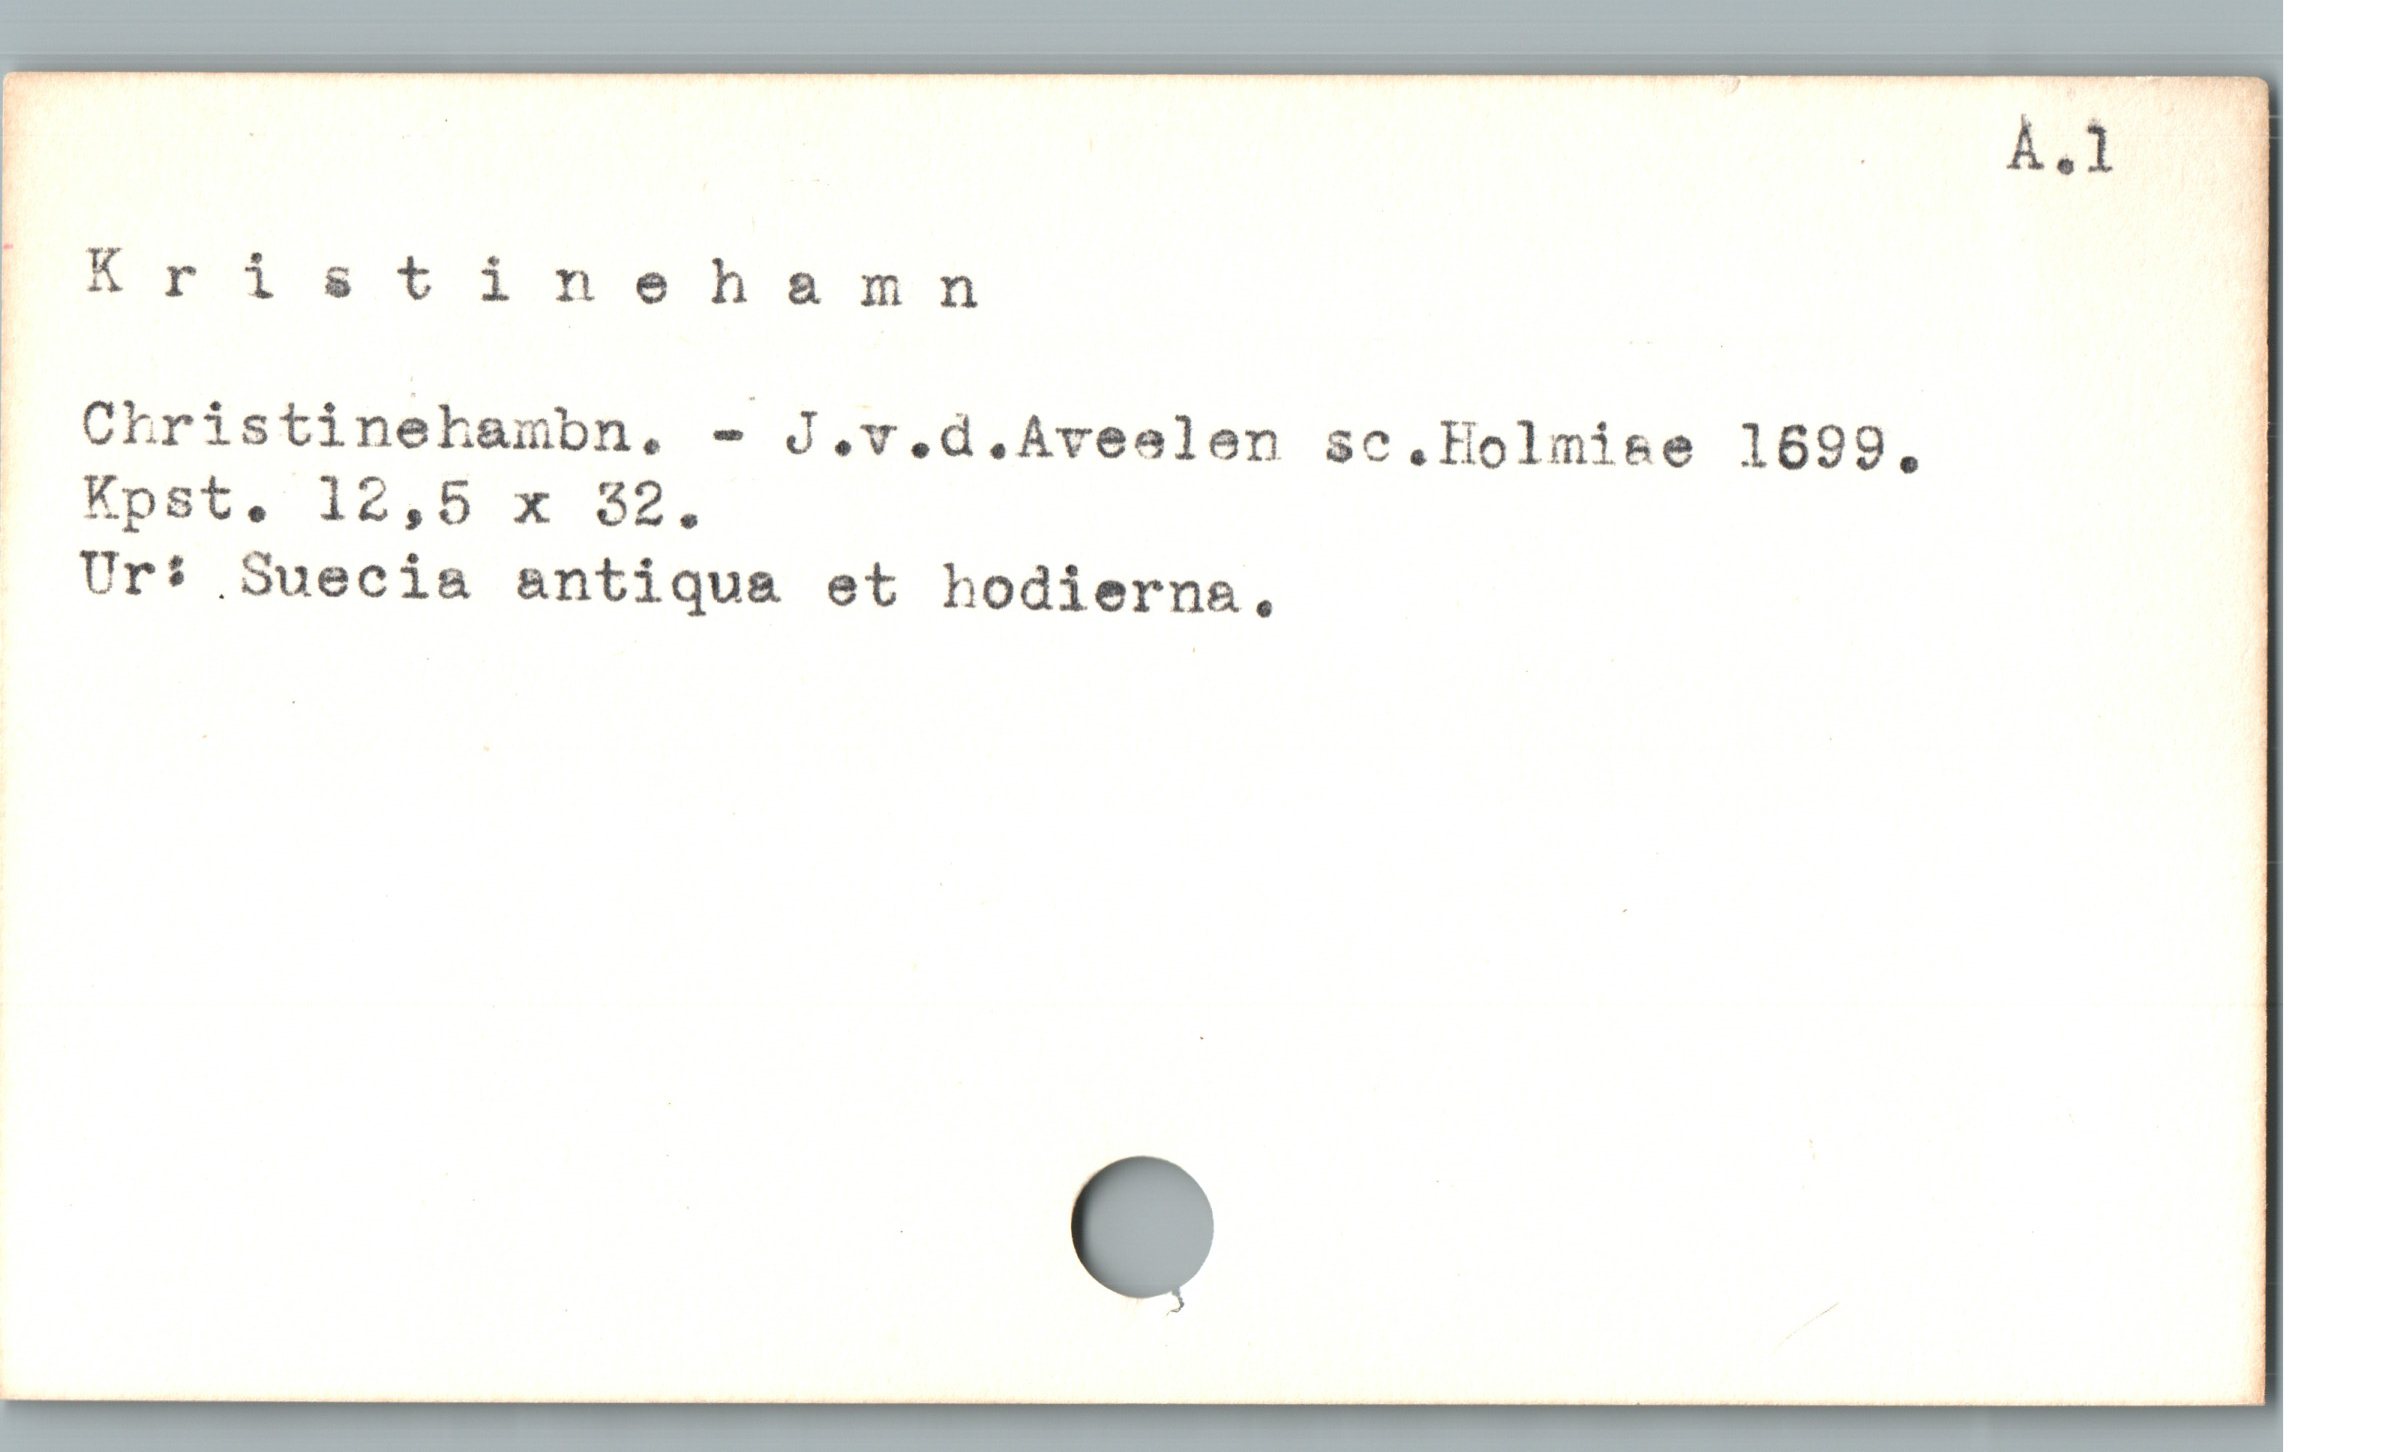 A.1
K r i s t i n e h a m n
Christinehambn. - J.v.d.Aveelen sc.Holmiae 1699.
Kpst. 12,5 x 32.
Ur: Suecia antiqua et hodierna.